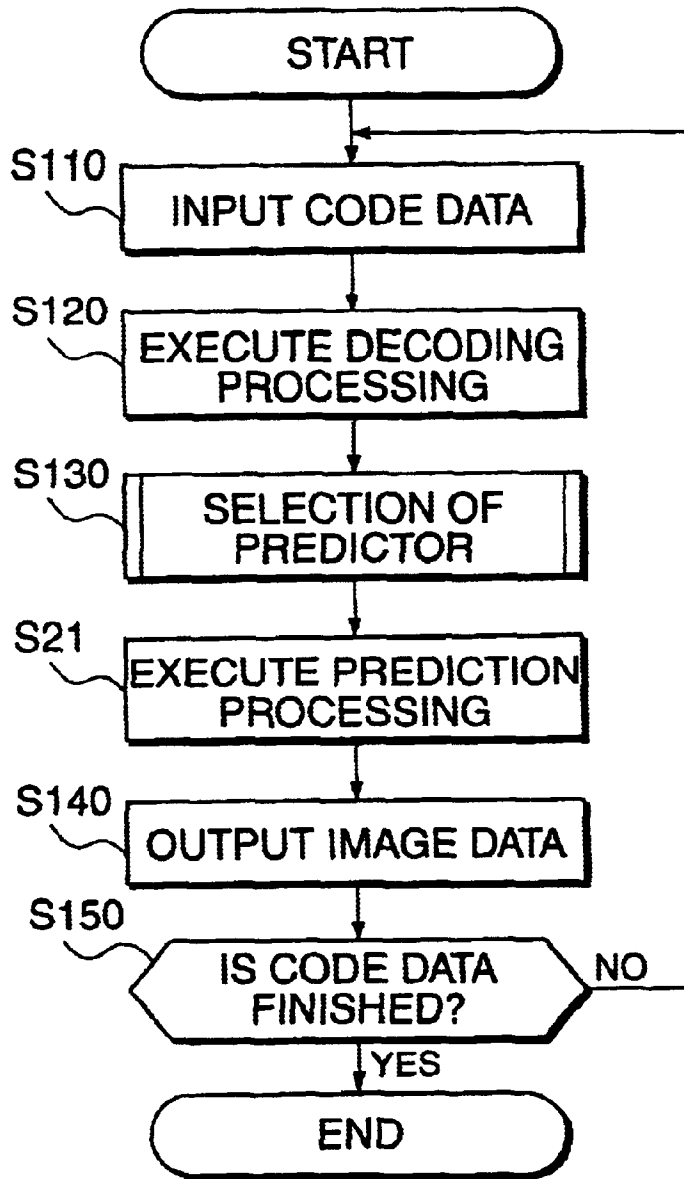 START
S110
INPUT CODE DATA
S120
EXECUTE DECODING
PROCESSING
S130
SELECTION OF
PREDICTOR
S21
EXECUTE PREDICTION
PROCESSING
S140
OUTPUT IMAGE DATA
S150
IS CODE DATA
FINISHED?
NO
YES
END